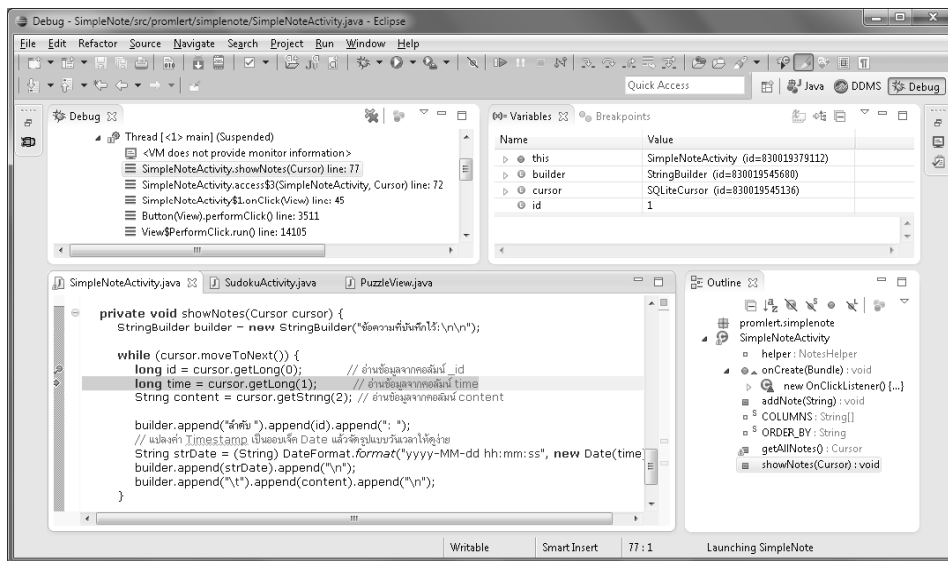 Debug - SimpleNote/src/promlert/simplenote/SimpleNoteActivity.java - Eclipse
File Edit Refactor Source Navigate Search Project Run Window Help
Quick Access
Java DDMS Debug
Debug
Thread [<1> main] (Suspended)
<VM does not provide monitor information>
SimpleNoteActivity.showNotes(Cursor) line: 77
SimpleNoteActivity.access$3(SimpleNoteActivity, Cursor) line: 72
SimpleNoteActivity$1.onClick(View) line: 45
Button(View).performClick() line: 3511
View$PerformClick.run() line: 14105
Variables Breakpoints
Name Value
this SimpleNoteActivity (id=830019379112)
builder StringBuilder (id=830019545680)
cursor SQLiteCursor (id=830019545136)
id 1
SimpleNoteActivity.java SudokuActivity.java PuzzleView.java
private void showNotes(Cursor cursor) {
StringBuilder builder = new StringBuilder("ข้อความที่บันทึกไว้:\n\n");
while (cursor.moveToNext()) {
long id = cursor.getLong(0); // อ่านข้อมูลจากคอลัมน์ _id
long time = cursor.getLong(1); // อ่านข้อมูลจากคอลัมน์ time
String content = cursor.getString(2); // อ่านข้อมูลจากคอลัมน์ content
builder.append("ลำดับ ").append(id).append(": ");
// แปลงค่า Timestamp เป็นออบเจ็ค Date แล้วจัดรูปแบบวันเวลาให้ดูง่าย
String strDate = (String) DateFormat.format("yyyy-MM-dd hh:mm:ss", new Date(time)
builder.append(strDate).append("\n");
builder.append("\t").append(content).append("\n");
}
Outline
promlert.simplenote
SimpleNoteActivity
helper : NotesHelper
onCreate(Bundle) : void
new OnClickListener() {...}
addNote(String) : void
COLUMNS : String[]
ORDER_BY : String
getAllNotes() : Cursor
showNotes(Cursor) : void
Writable Smart Insert 77 : 1 Launching SimpleNote